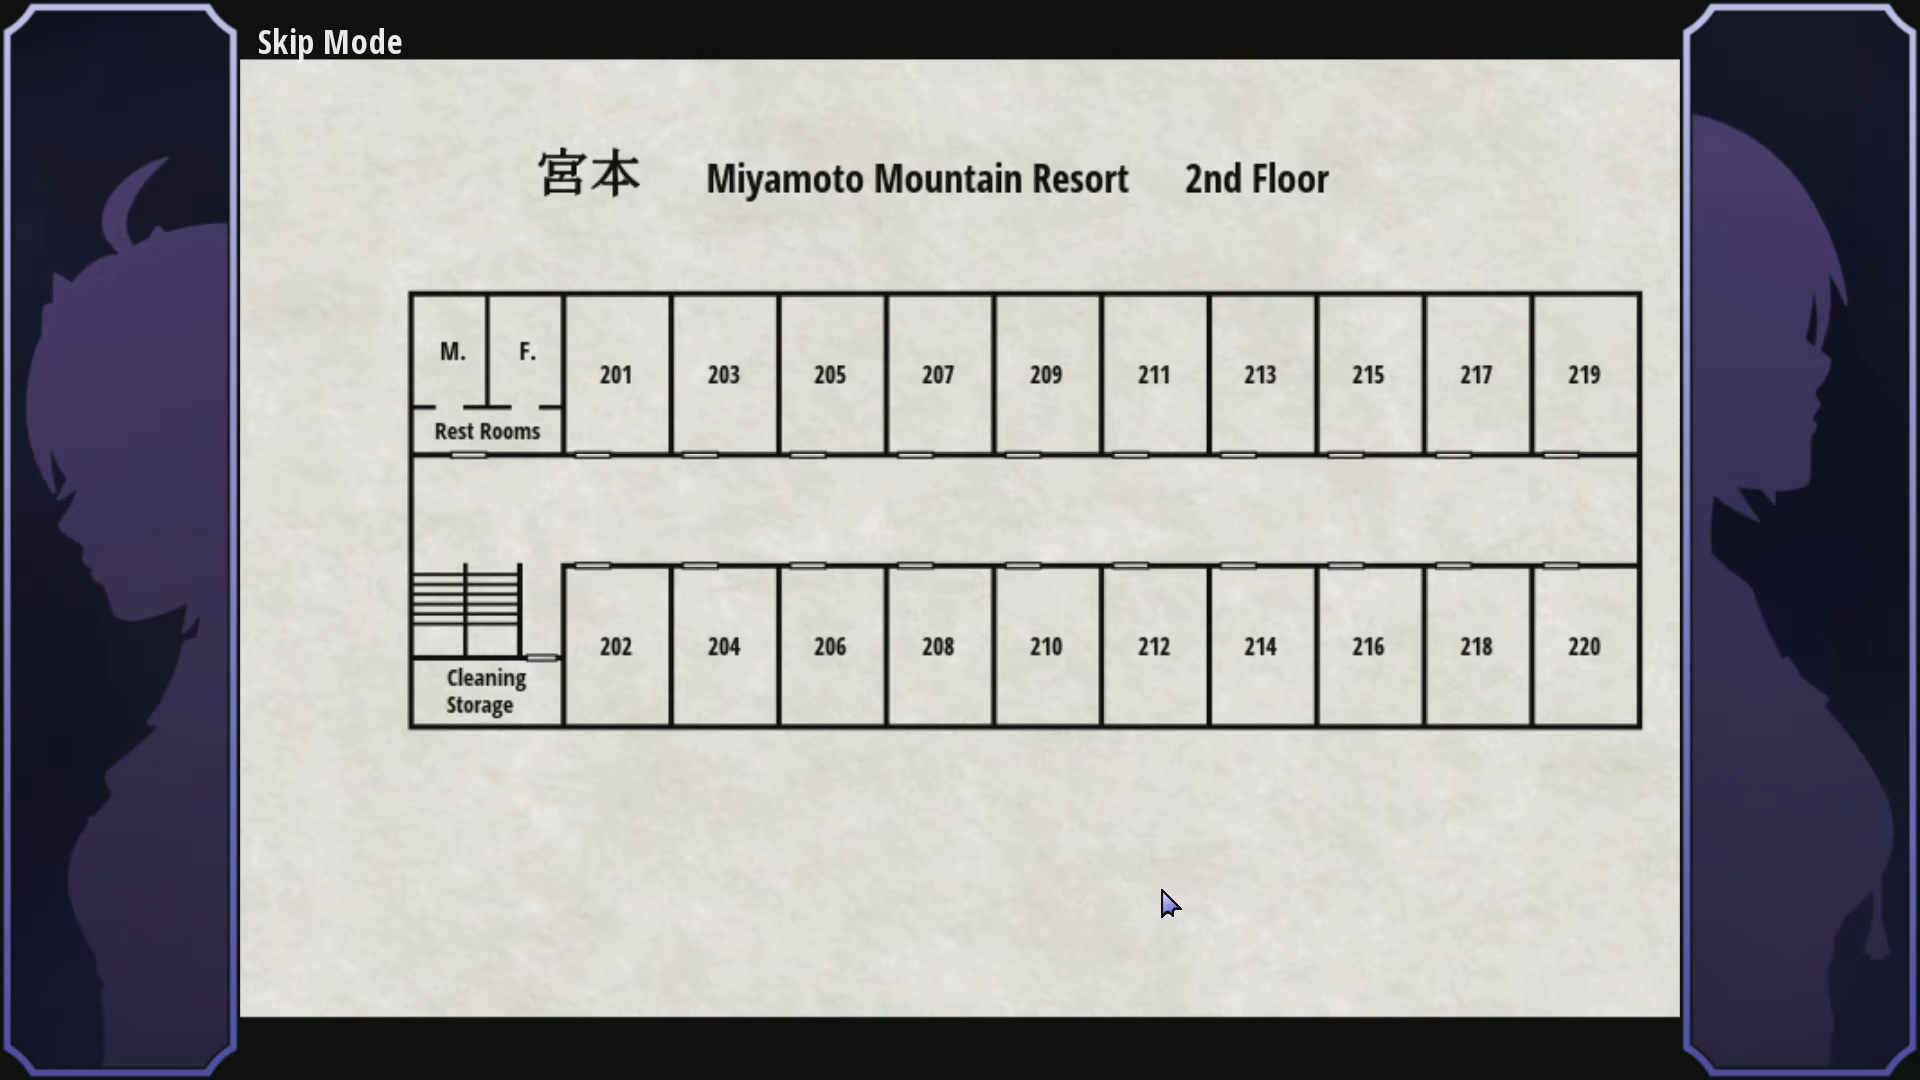 Skip Mode
宮本 Miyamoto Mountain Resort 2nd Floor
M. F. 201 203 205 207 209 211 213 215 217 219
Rest Rooms
202 204 206 208 210 212 214 216 218 220
Cleaning
Storage